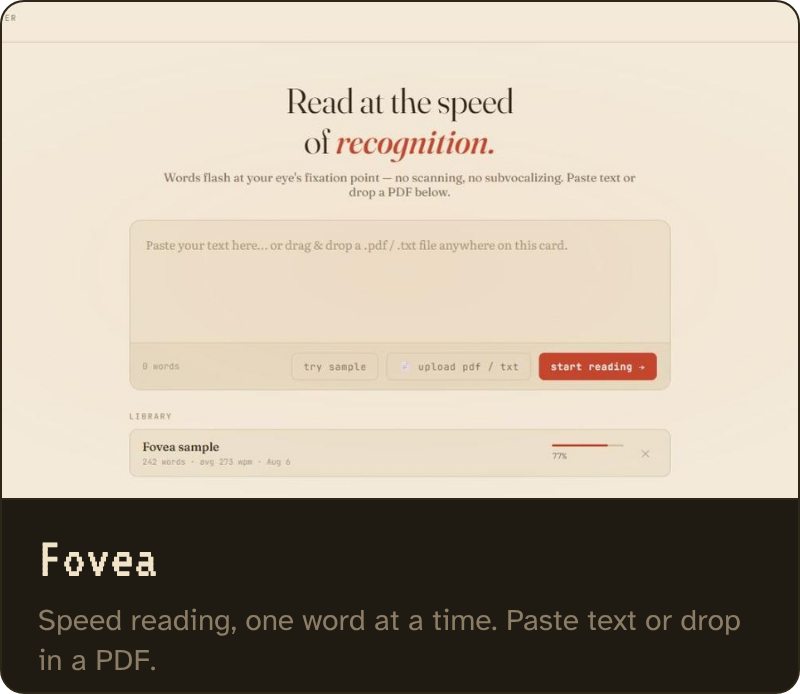 ER
Read at the speed
of recognition.
Words flash at your eye's fixation point — no scanning, no subvocalizing. Paste text or
drop a PDF below.
Paste your text here... or drag & drop a .pdf / .txt file anywhere on this card.
0 words
try sample
upload pdf / txt
start reading →
LIBRARY
Fovea sample
242 words · avg 273 wpm · Aug 6
77%
×
Fovea
Speed reading, one word at a time. Paste text or drop
in a PDF.